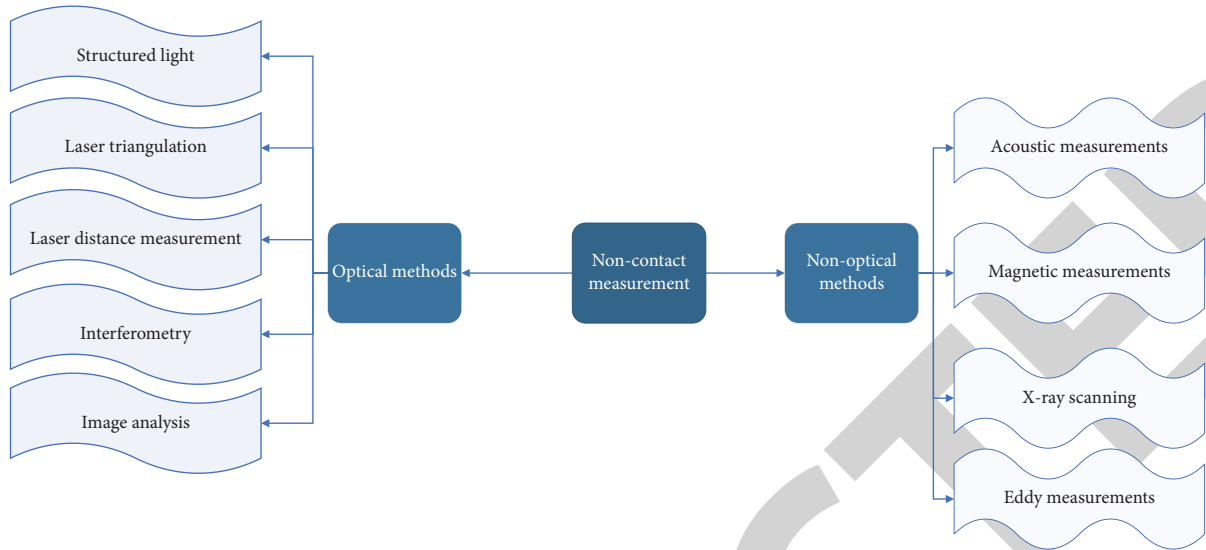 Structured light
Laser triangulation
Laser distance measurement
Interferometry
Image analysis
Optical methods
Non-contact
measurement
Non-optical
methods
Acoustic measurements
Magnetic measurements
X-ray scanning
Eddy measurements